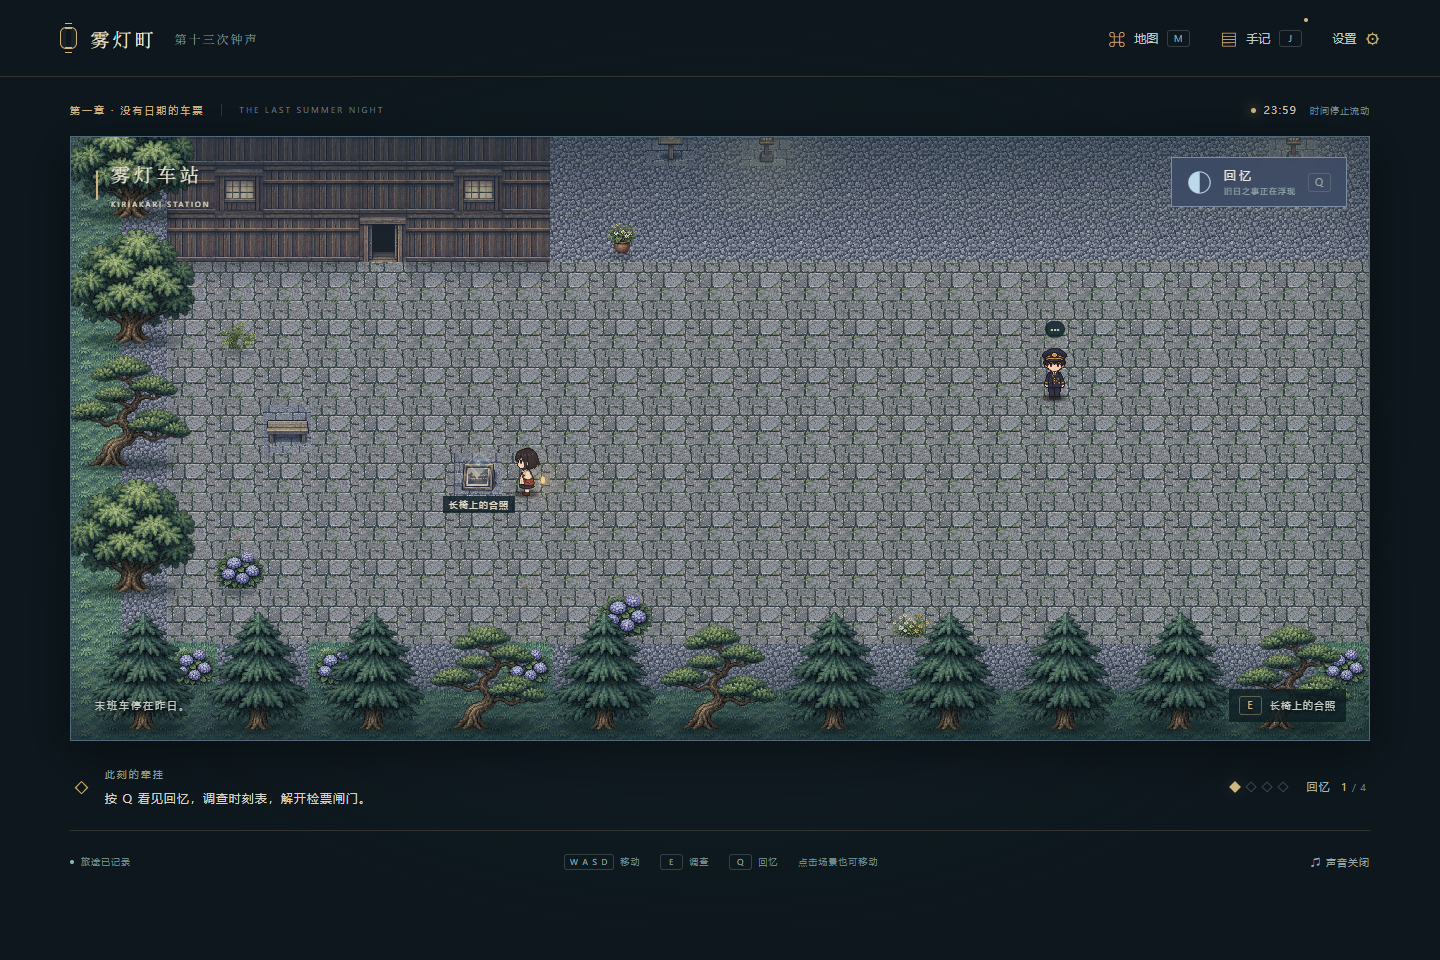 雾灯町 第十三次钟声 地图 M 手记 J 设置
第一章 · 没有日期的车票 THE LAST SUMMER NIGHT 23:59 时间停止流动
雾灯车站
KIRIAKARI STATION
回忆
旧日之事正在浮现 Q
...
长椅上的合照
末班车停在昨日。
E 长椅上的合照
此刻的牵挂
按 Q 看见回忆，调查时刻表，解开检票闸门。
回忆 1 / 4
旅途已记录 WASD 移动 E 调查 Q 回忆 点击场景也可移动 声音关闭